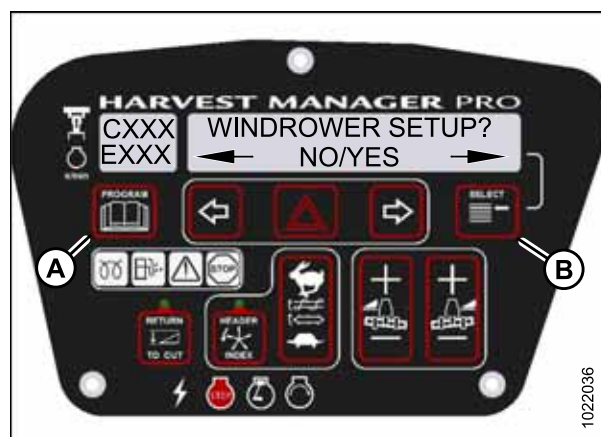 HARVEST MANAGER PRO
CXXX
EXXX
WINDROWER SETUP?
NO/YES
n/min
PROGRAM
SELECT
A
B
STOP
RETURN
TO CUT
HEADER
INDEX
STOP
1022036